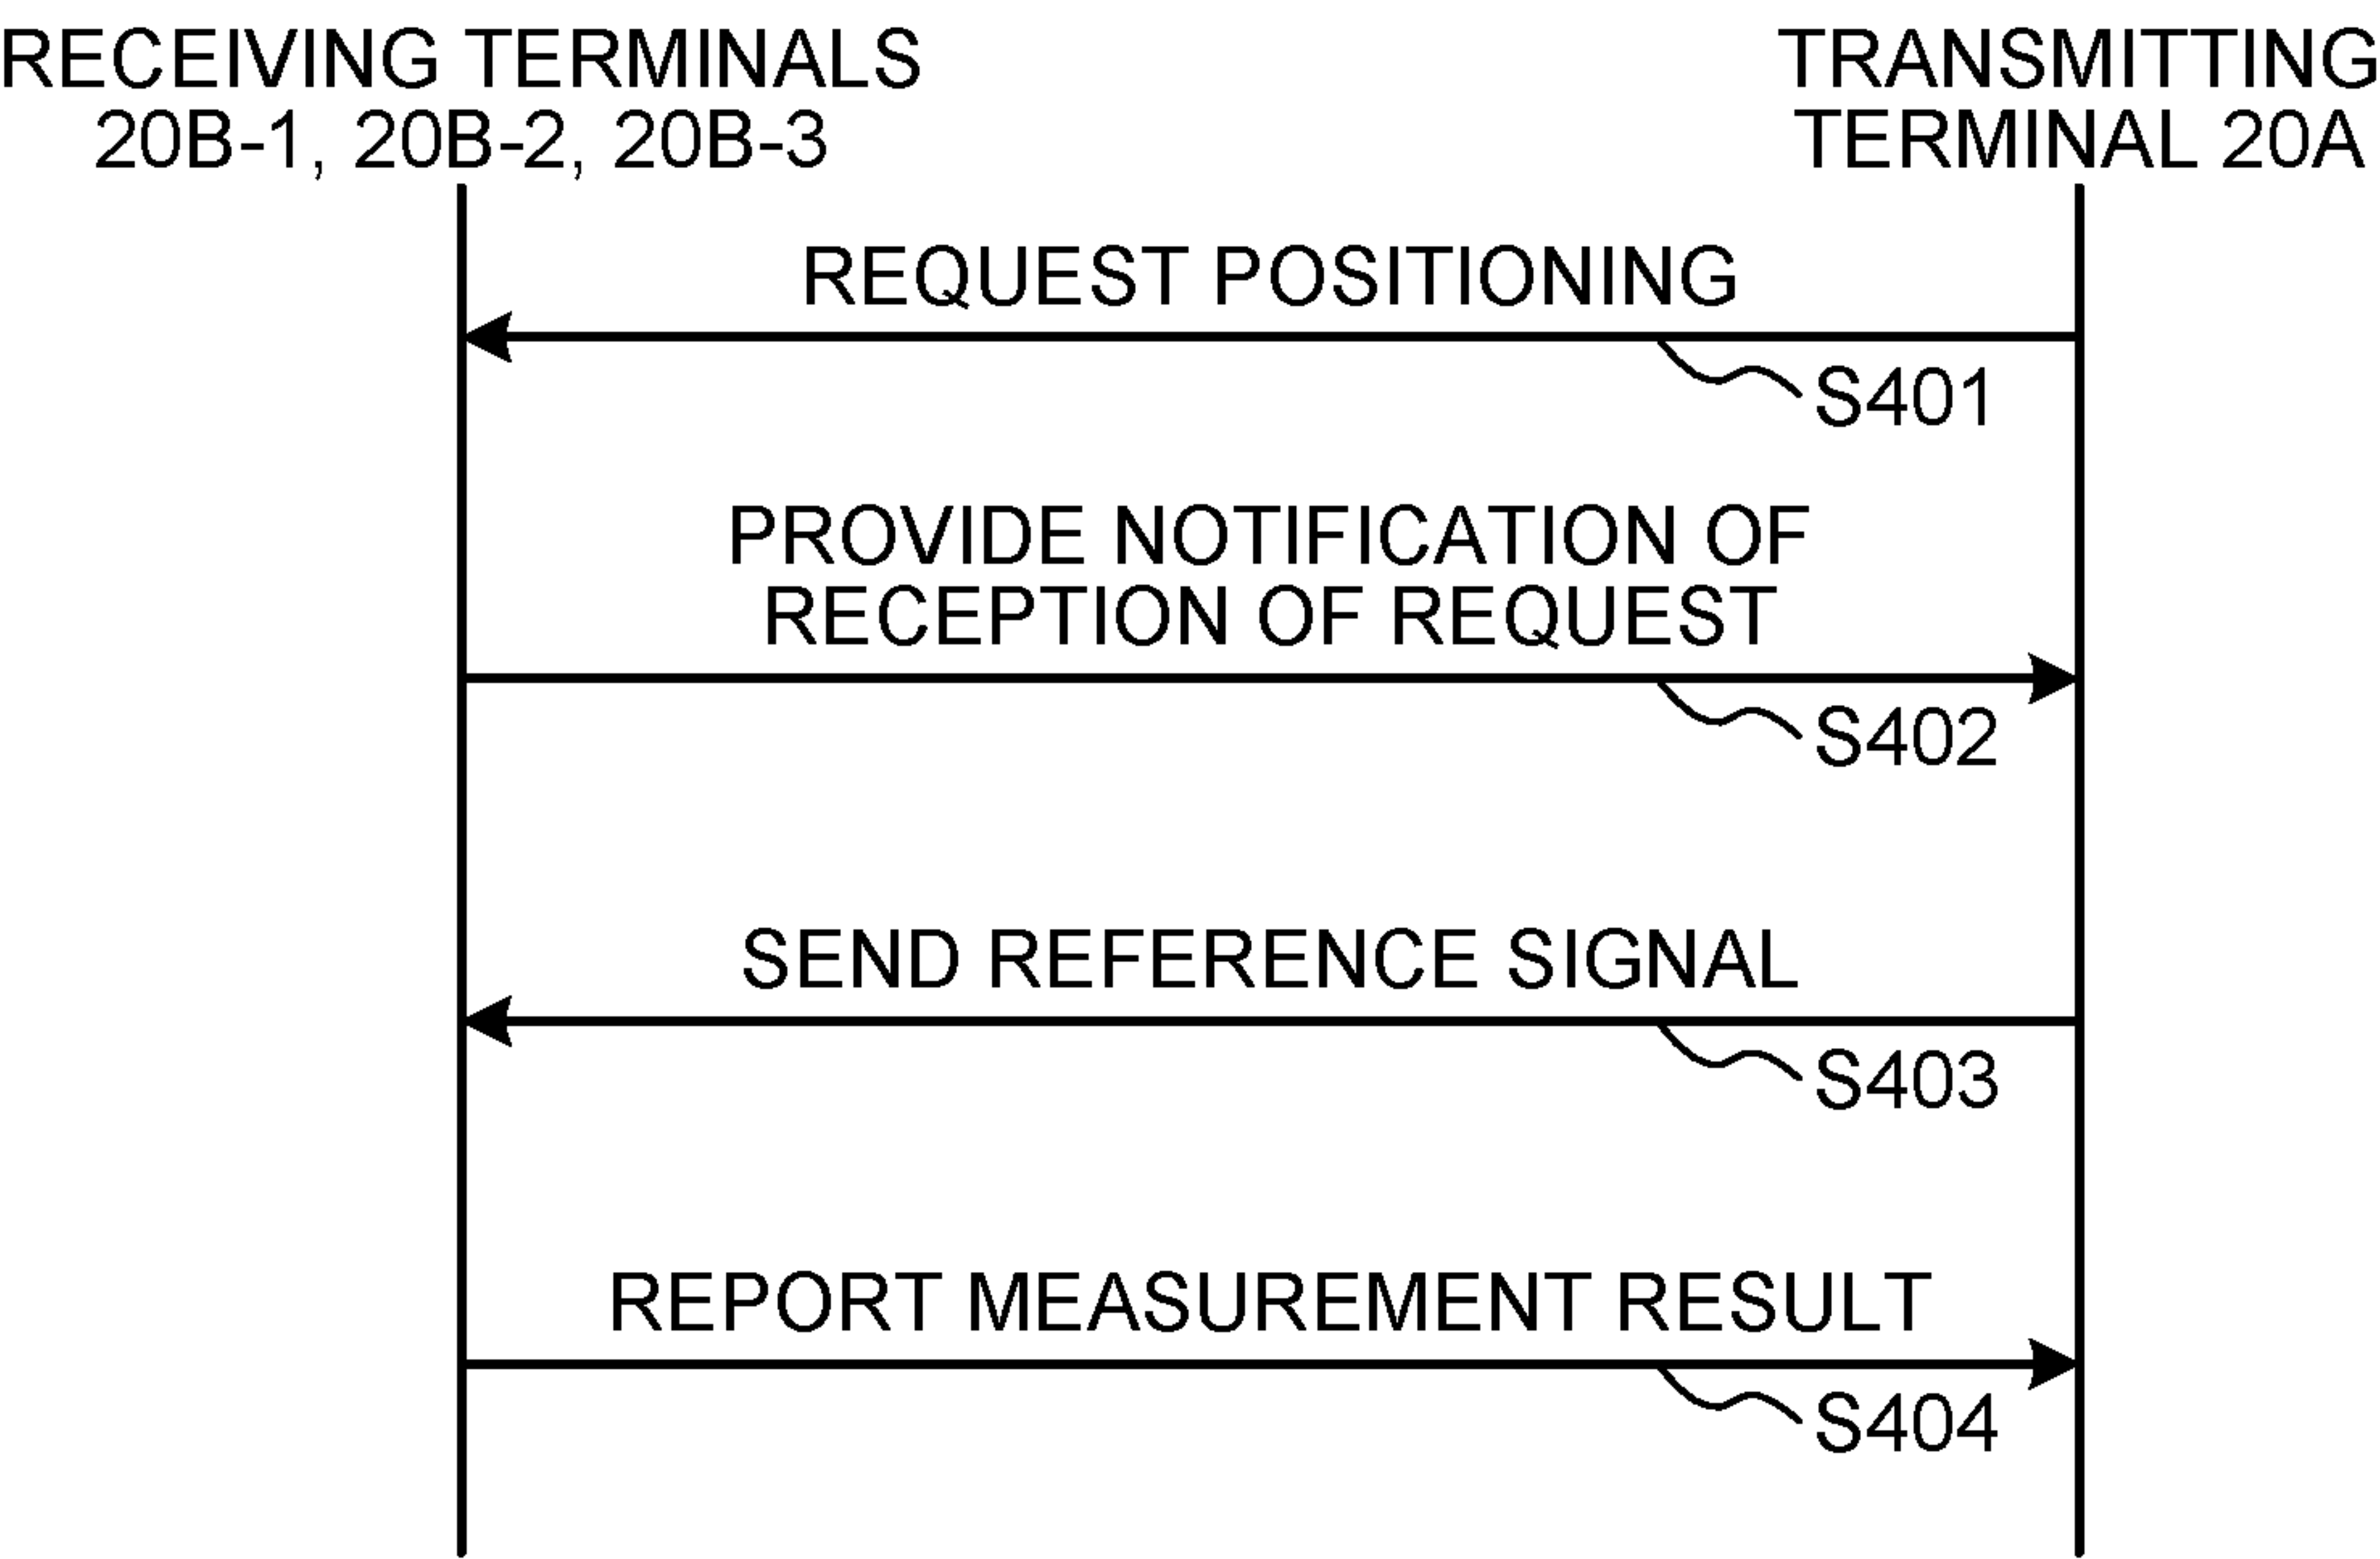 RECEIVING TERMINALS
20B-1, 20B-2, 20B-3
TRANSMITTING
TERMINAL 20A
REQUEST POSITIONING
S401
PROVIDE NOTIFICATION OF
RECEPTION OF REQUEST
S402
SEND REFERENCE SIGNAL
S403
REPORT MEASUREMENT RESULT
S404